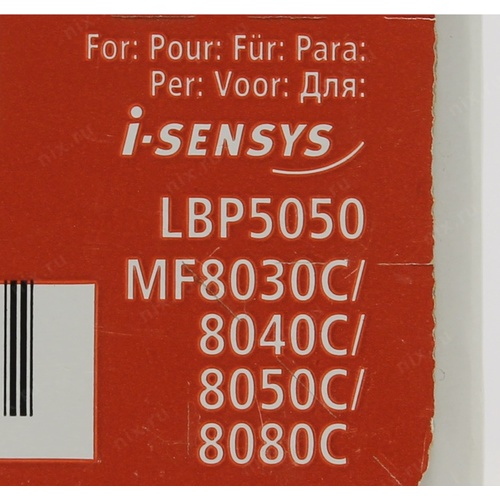 For: Pour: Für: Para:
Per: Voor: Для:
i-SENSYS
LBP5050
MF8030C/
8040C/
8050C/
8080C